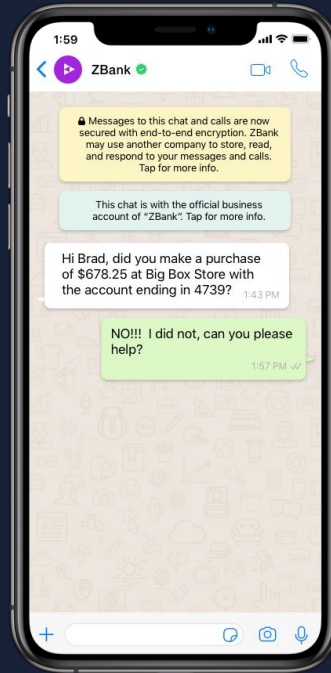 1:59
ZBank
Messages to this chat and calls are now
secured with end-to-end encryption. ZBank
may use another company to store, read,
and respond to your messages and calls.
Tap for more info.
This chat is with the official business
account of "ZBank". Tap for more info.
Hi Brad, did you make a purchase
of $678.25 at Big Box Store with
the account ending in 4739?
1:43 PM
NO!!! I did not, can you please
help?
1:57 PM